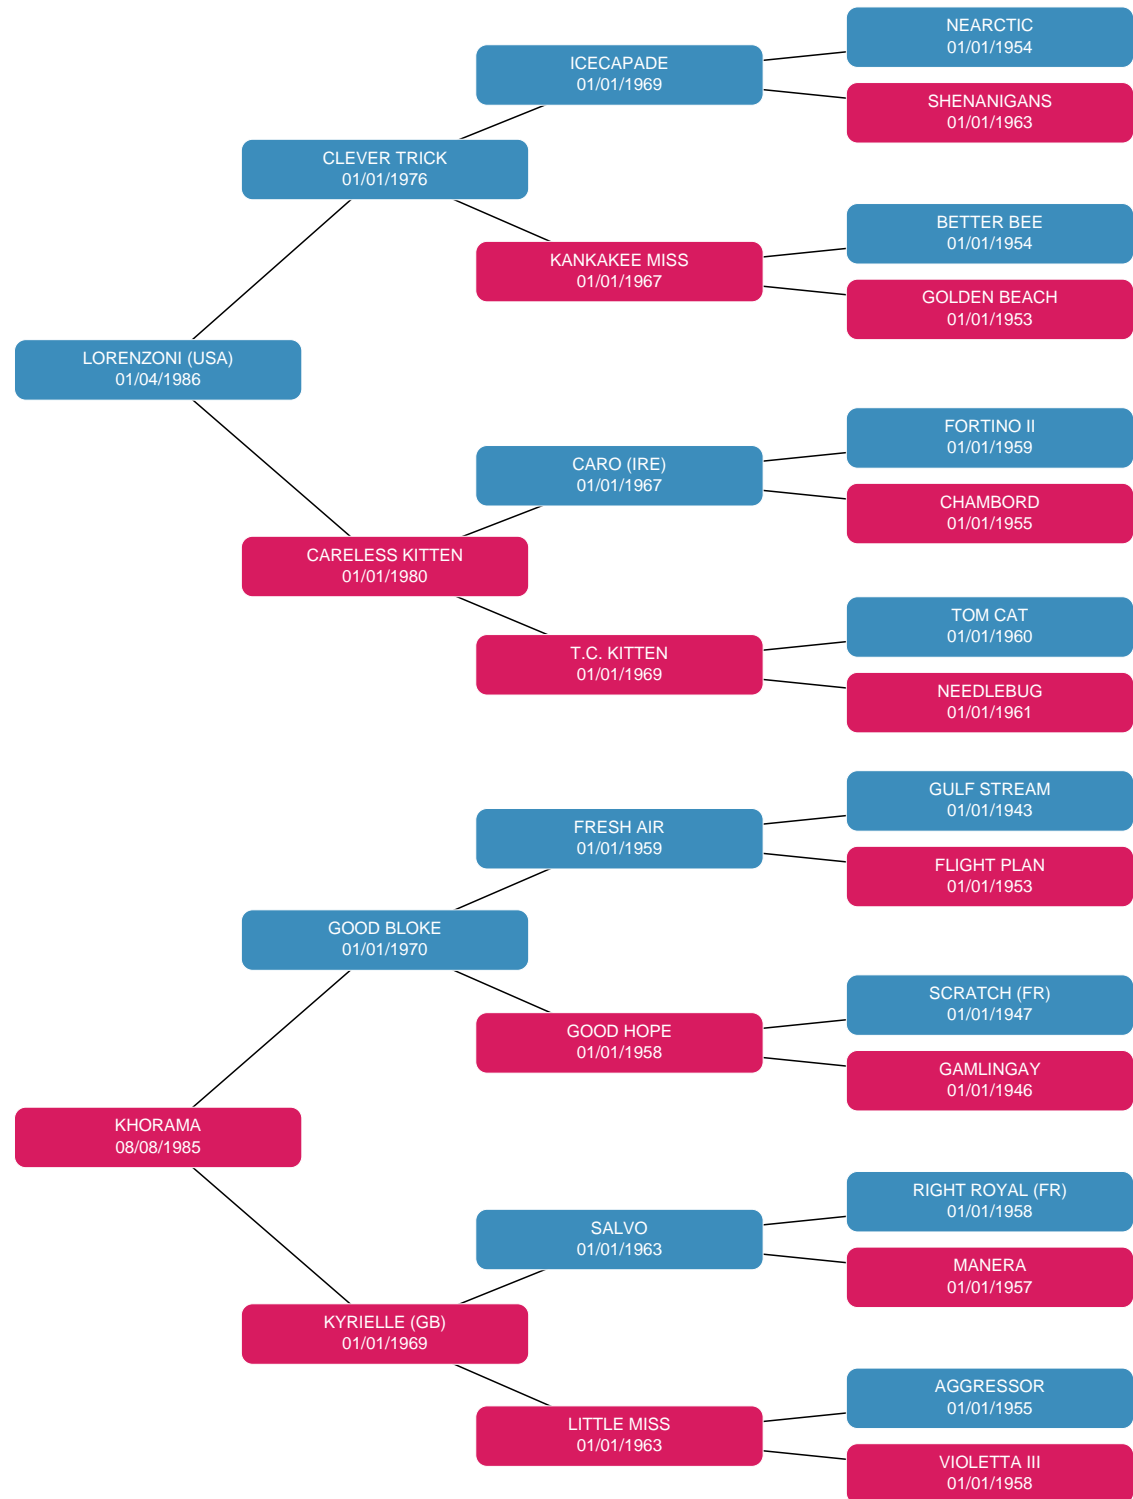 NEARCTIC
01/01/1954
ICECAPADE
01/01/1969
SHENANIGANS
01/01/1963
CLEVER TRICK
01/01/1976
BETTER BEE
01/01/1954
KANKAKEE MISS
01/01/1967
GOLDEN BEACH
01/01/1953
LORENZONI (USA)
01/04/1986
FORTINO II
01/01/1959
CARO (IRE)
01/01/1967
CHAMBORD
01/01/1955
CARELESS KITTEN
01/01/1980
TOM CAT
01/01/1960
T.C. KITTEN
01/01/1969
NEEDLEBUG
01/01/1961
GULF STREAM
01/01/1943
FRESH AIR
01/01/1959
FLIGHT PLAN
01/01/1953
GOOD BLOKE
01/01/1970
SCRATCH (FR)
01/01/1947
GOOD HOPE
01/01/1958
GAMLINGAY
01/01/1946
KHORAMA
08/08/1985
RIGHT ROYAL (FR)
01/01/1958
SALVO
01/01/1963
MANERA
01/01/1957
KYRIELLE (GB)
01/01/1969
AGGRESSOR
01/01/1955
LITTLE MISS
01/01/1963
VIOLETTA III
01/01/1958